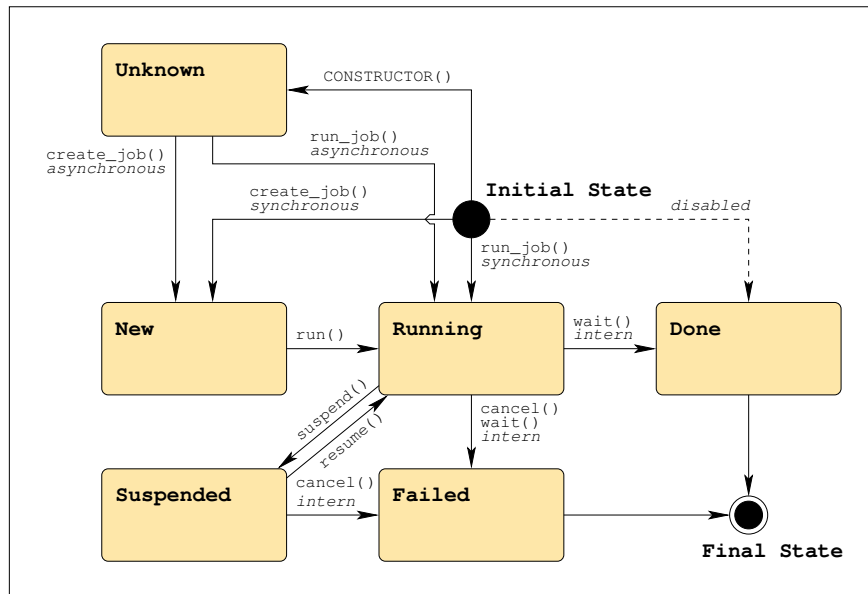 Unknown
CONSTRUCTOR()
run_job()
asynchronous
create_job()
asynchronous
create_job()
synchronous
Initial State
disabled
run_job()
synchronous
New
run()
Running
wait()
intern
Done
suspend()
resume()
cancel()
wait()
intern
Suspended
cancel()
intern
Failed
Final State